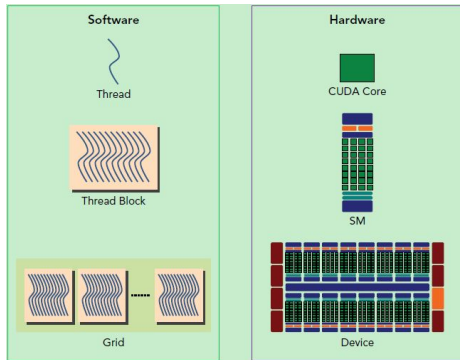 Software
Thread
Thread Block
Grid
Hardware
CUDA Core
SM
Device